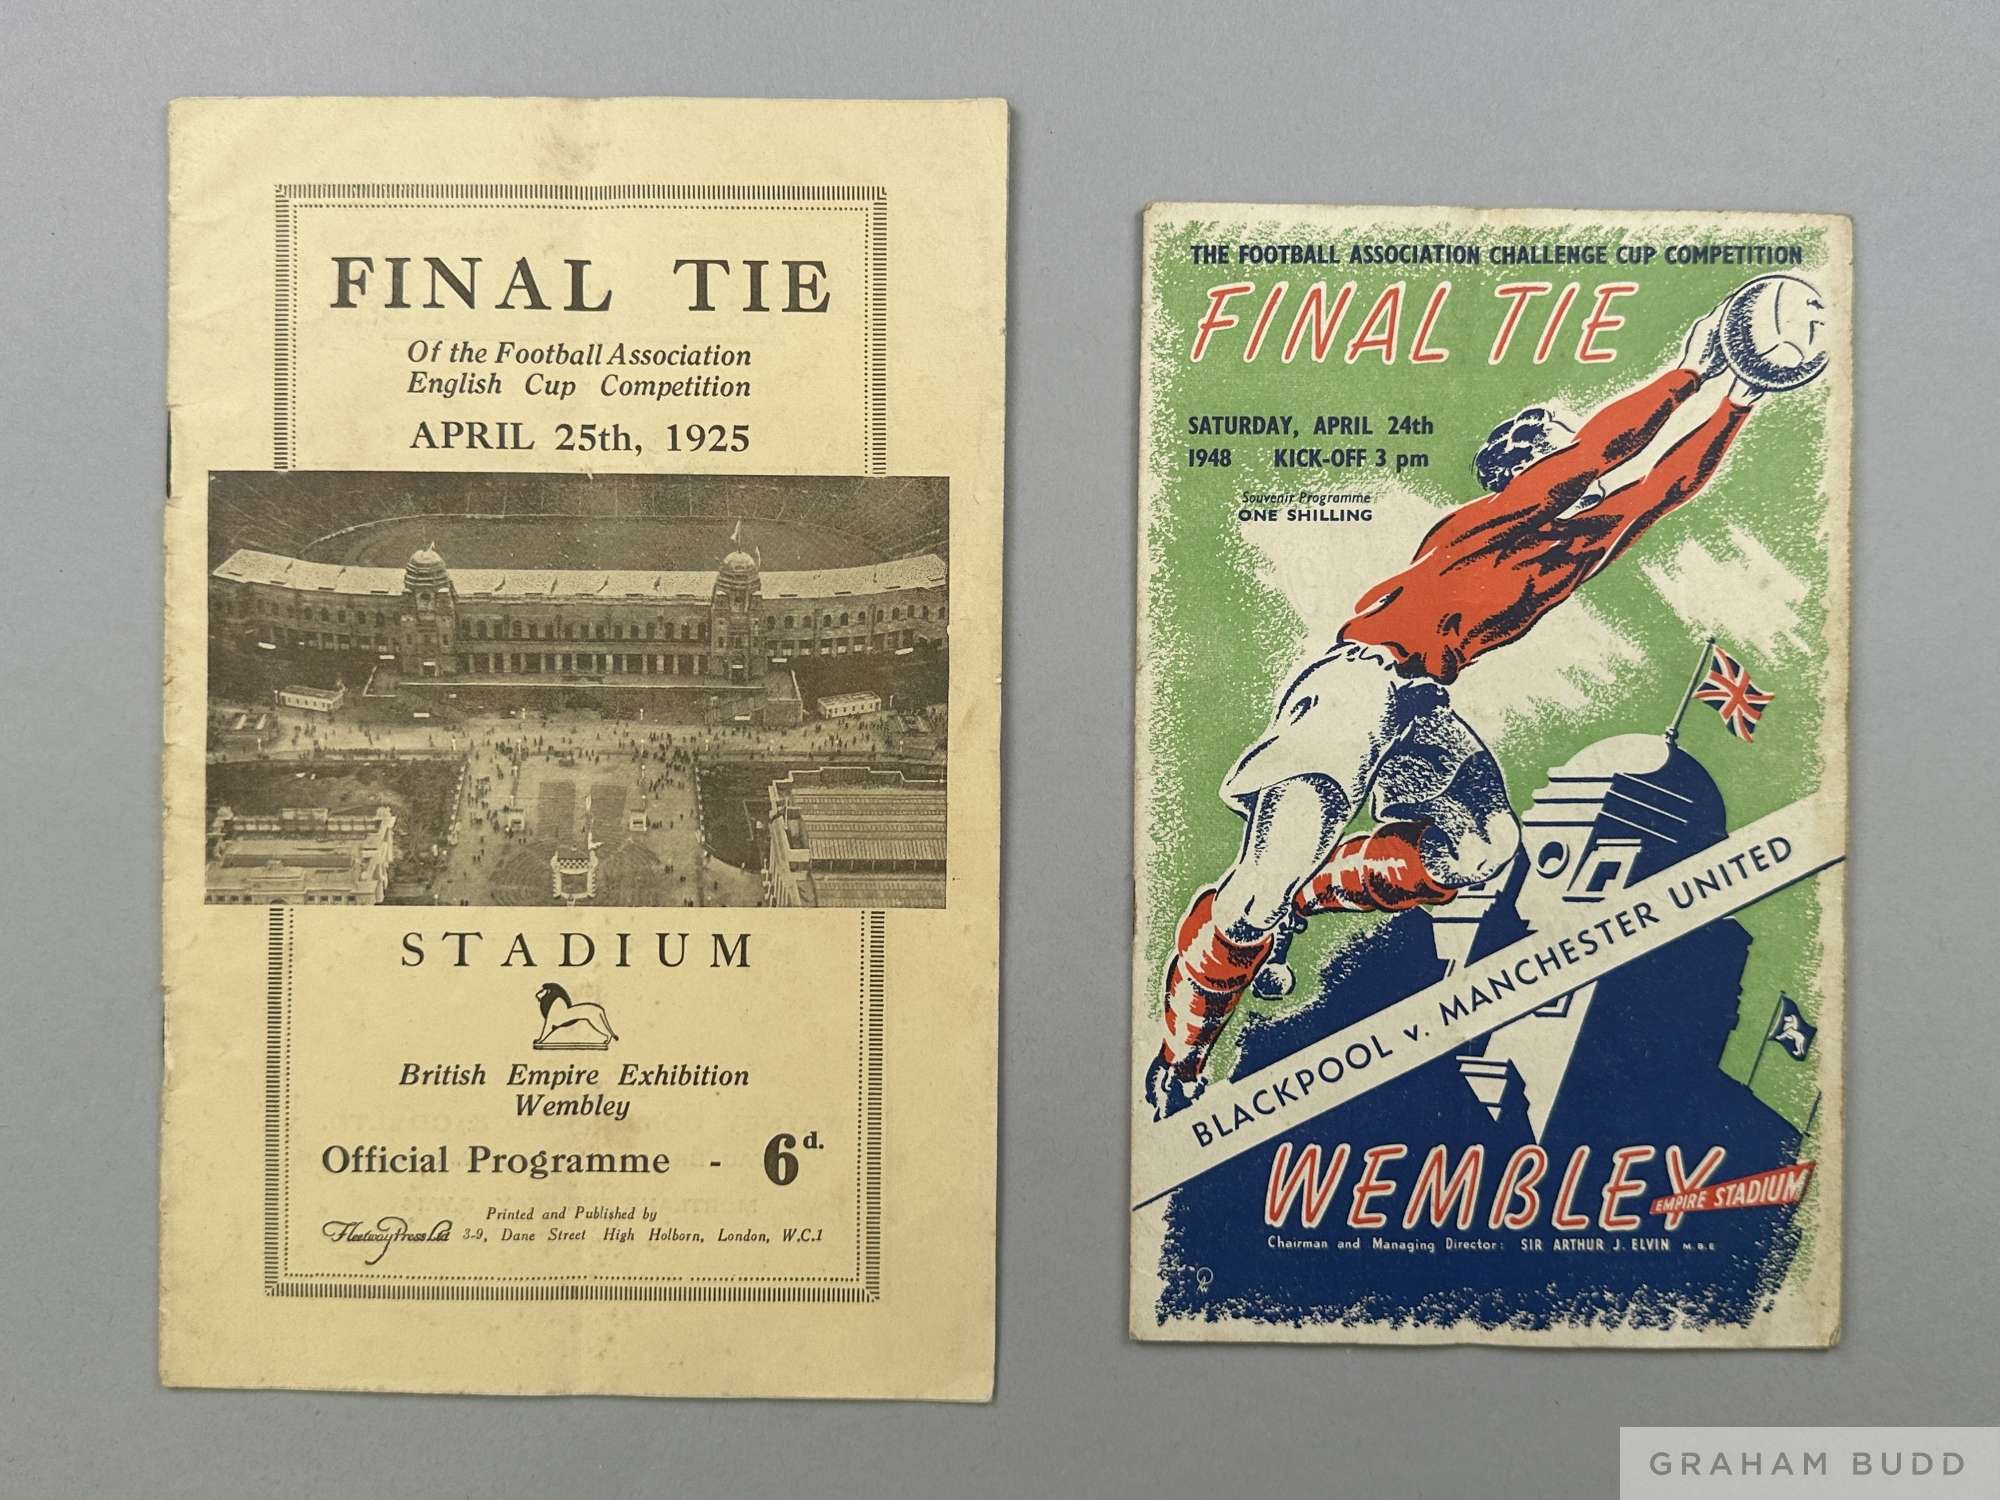 FINAL TIE
Of the Football Association
English Cup Competition
APRIL 25th, 1925
STADIUM
British Empire Exhibition
Wembley
Official Programme - 6d.
Printed and Published by
Fleetway Press Ltd 3-9, Dane Street High Holborn, London, W.C.1
THE FOOTBALL ASSOCIATION CHALLENGE CUP COMPETITION
FINAL TIE
SATURDAY, APRIL 24th
1948 KICK-OFF 3 pm
Souvenir Programme
ONE SHILLING
BLACKPOOL v. MANCHESTER UNITED
WEMBLEY
EMPIRE STADIUM
Chairman and Managing Director: SIR ARTHUR J. ELVIN M.B.E
GRAHAM BUDD